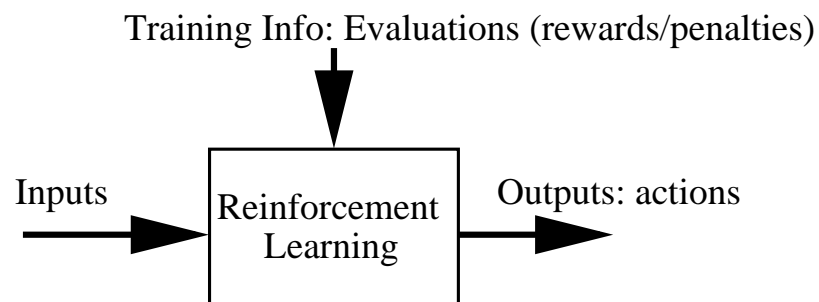 Training Info: Evaluations (rewards/penalties)
Inputs
Reinforcement
Learning
Outputs: actions